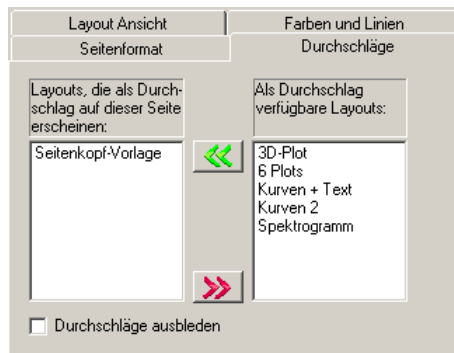 Layout Ansicht
Farben und Linien
Seitenformat
Durchschläge
Layouts, die als Durch-
schlag auf dieser Seite
erscheinen:
Als Durchschlag
verfügbare Layouts:
Seitenkopf-Vorlage
3D-Plot
6 Plots
Kurven + Text
Kurven 2
Spektrogramm
Durchschläge ausbleden